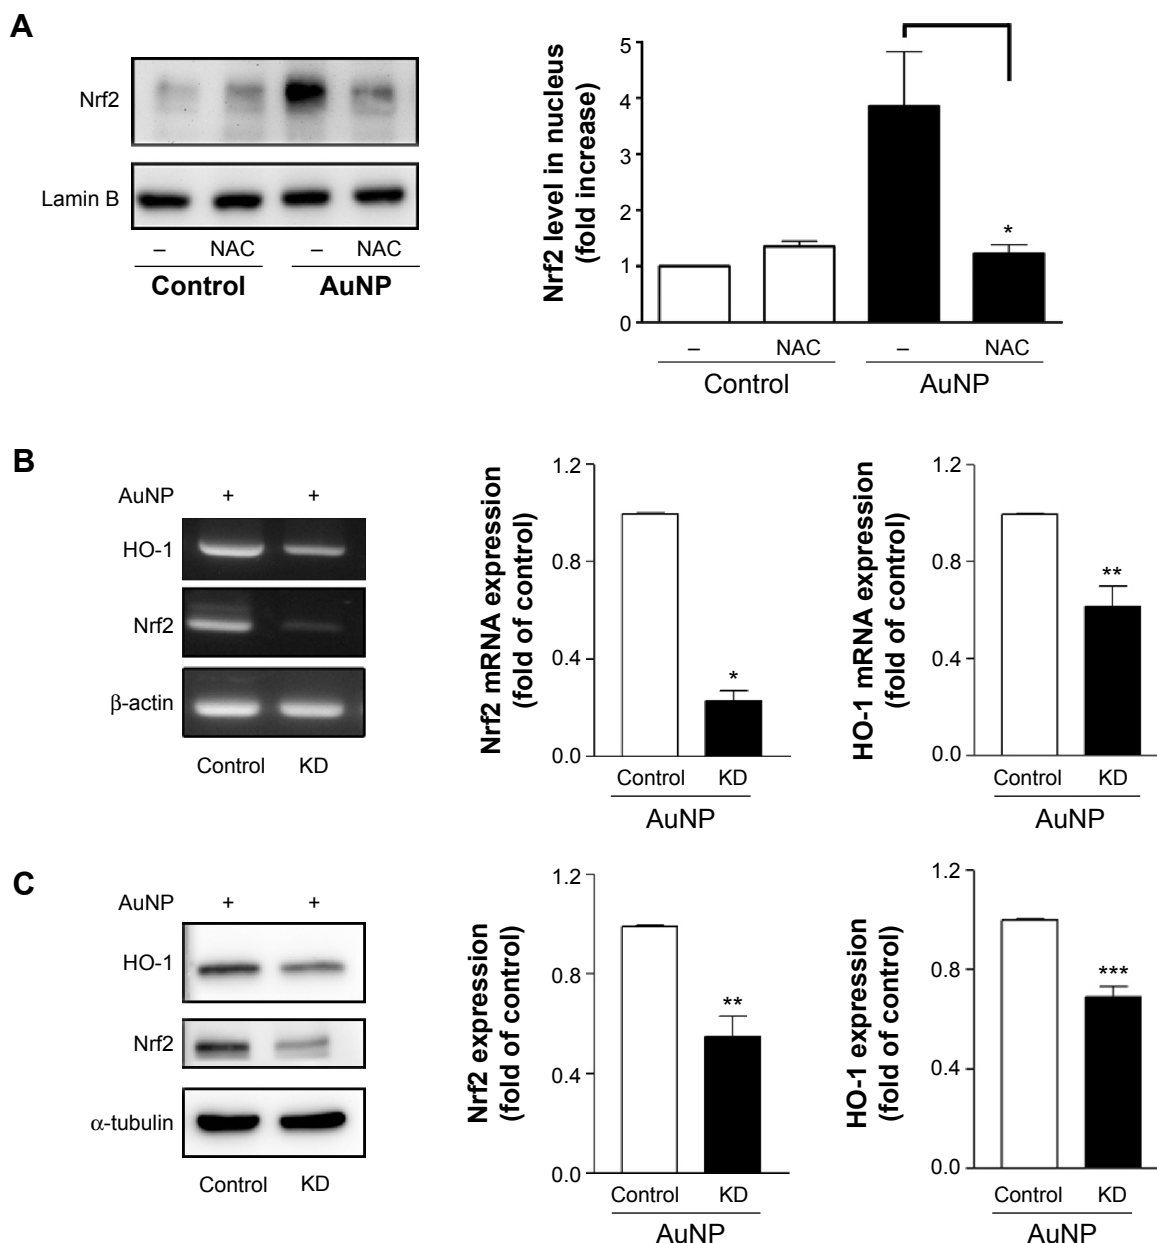 A
Nrf2
Lamin B
– NAC – NAC
Control AuNP
Nrf2 level in nucleus
(fold increase)
5
4
3
2
1
0
*
– NAC – NAC
Control AuNP
B
AuNP + +
HO-1
Nrf2
β-actin
Control KD
Nrf2 mRNA expression
(fold of control)
1.2
0.8
0.4
0.0
*
Control KD
AuNP
HO-1 mRNA expression
(fold of control)
1.2
0.8
0.4
0.0
**
Control KD
AuNP
C
AuNP + +
HO-1
Nrf2
α-tubulin
Control KD
Nrf2 expression
(fold of control)
1.2
0.8
0.4
0.0
**
Control KD
AuNP
HO-1 expression
(fold of control)
1.2
0.8
0.4
0.0
***
Control KD
AuNP